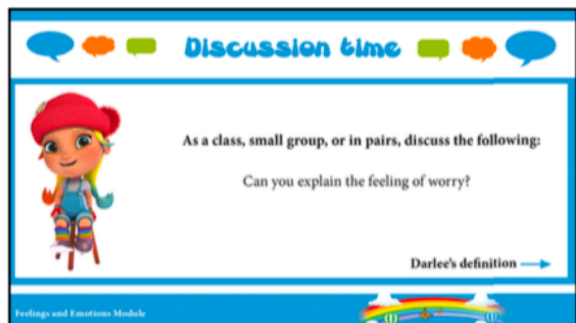 Discussion time
As a class, small group, or in pairs, discuss the following:
Can you explain the feeling of worry?
Darlee's definition
Feelings and Emotions Module